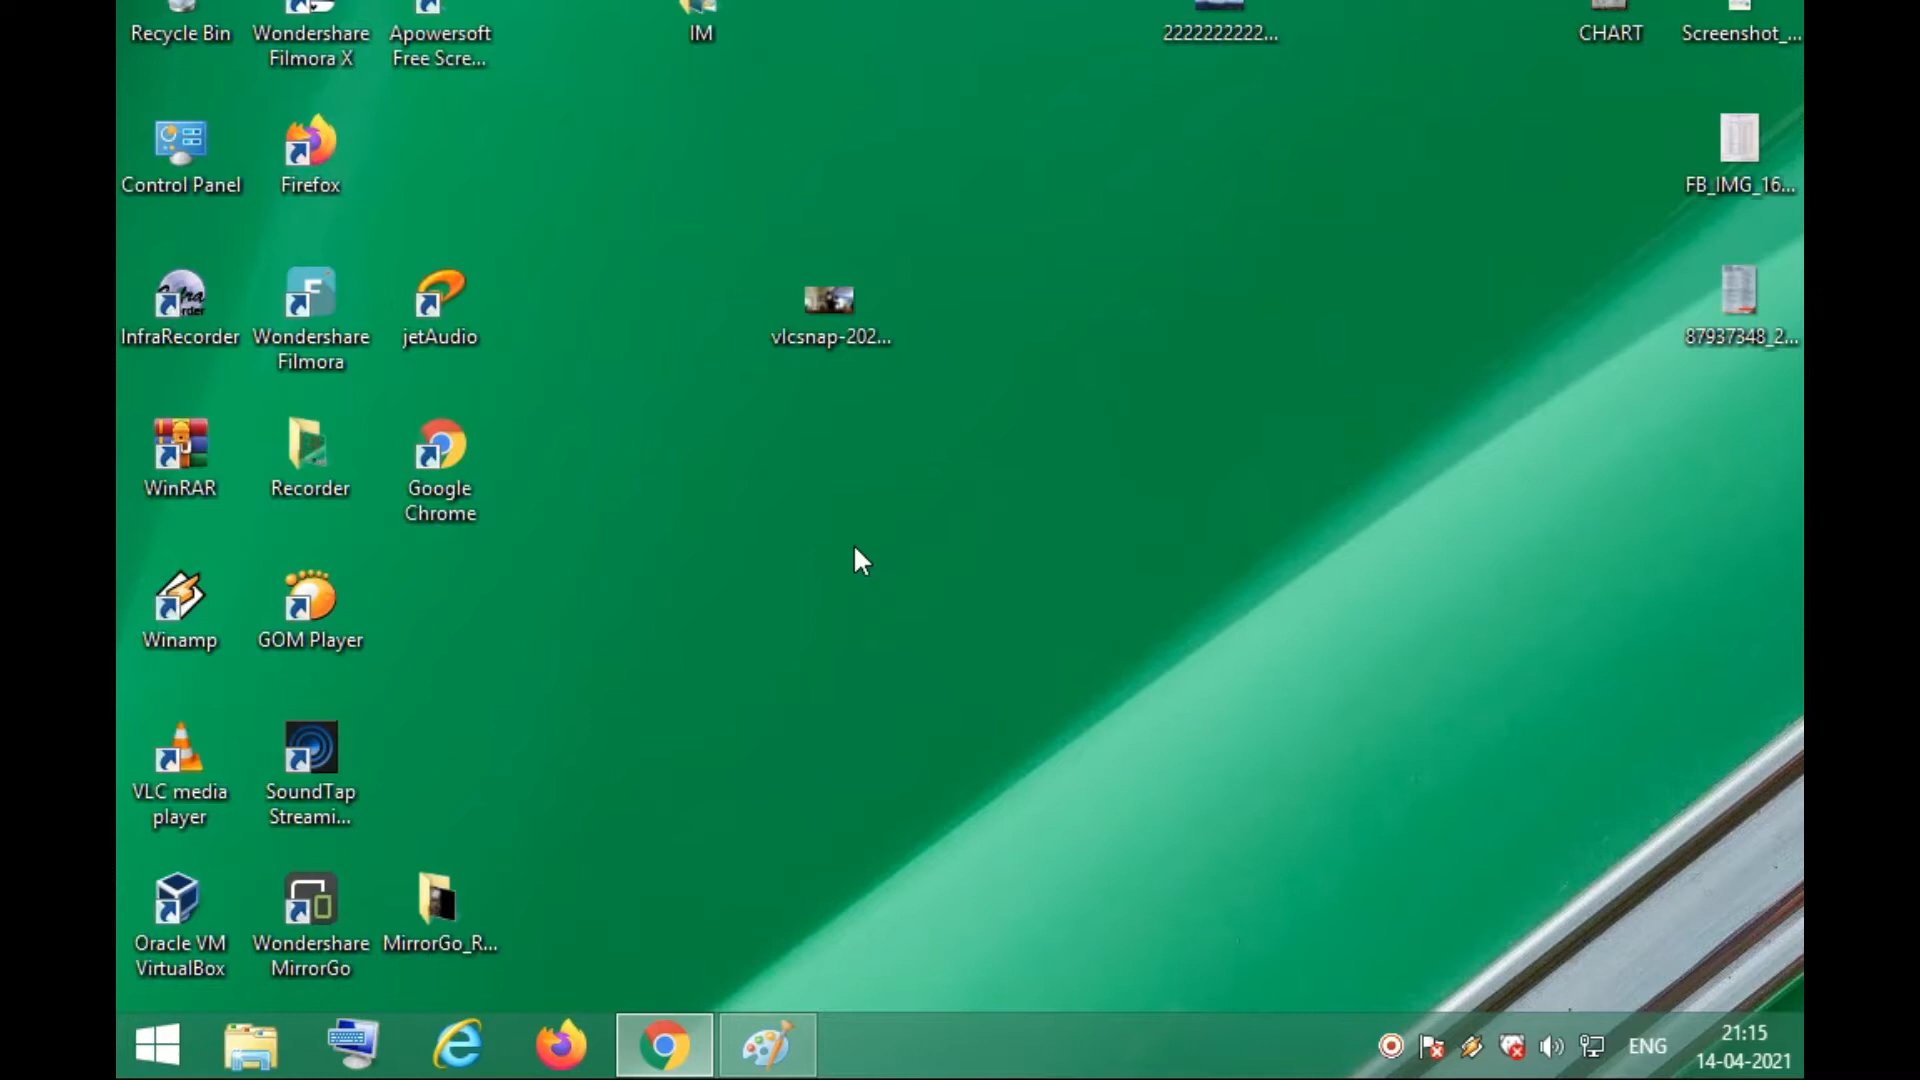 Recycle Bin
Wondershare
Filmora X
Apowersoft
Free Scre...
IM
2222222222...
CHART
Screenshot_...
Control Panel
Firefox
FB_IMG_16...
InfraRecorder
Wondershare
Filmora
jetAudio
vlcsnap-202...
87937348_2...
WinRAR
Recorder
Google
Chrome
Winamp
GOM Player
VLC media
player
SoundTap
Streami...
Oracle VM
VirtualBox
Wondershare
MirrorGo
MirrorGo_R...
ENG
21:15
14-04-2021